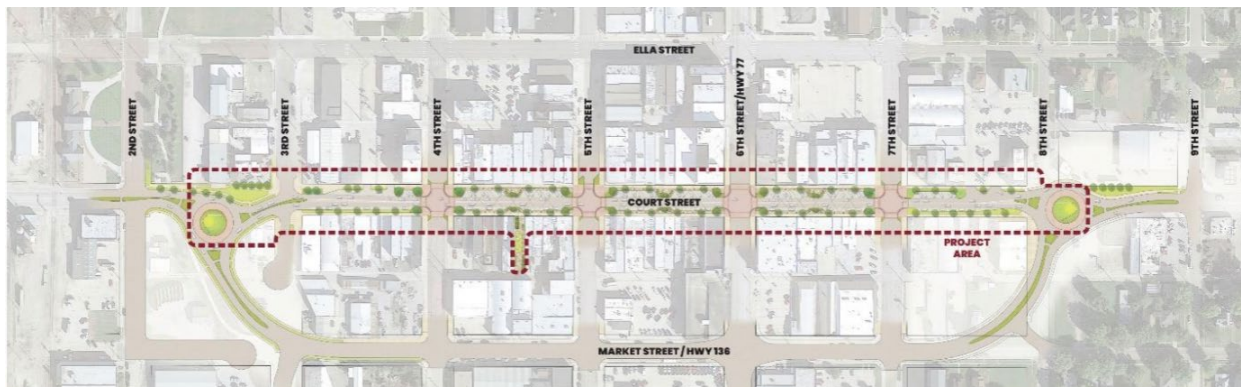 ELLA STREET
2ND STREET
3RD STREET
4TH STREET
5TH STREET
6TH STREET/HWY 77
7TH STREET
8TH STREET
9TH STREET
COURT STREET
PROJECT
AREA
MARKET STREET / HWY 136